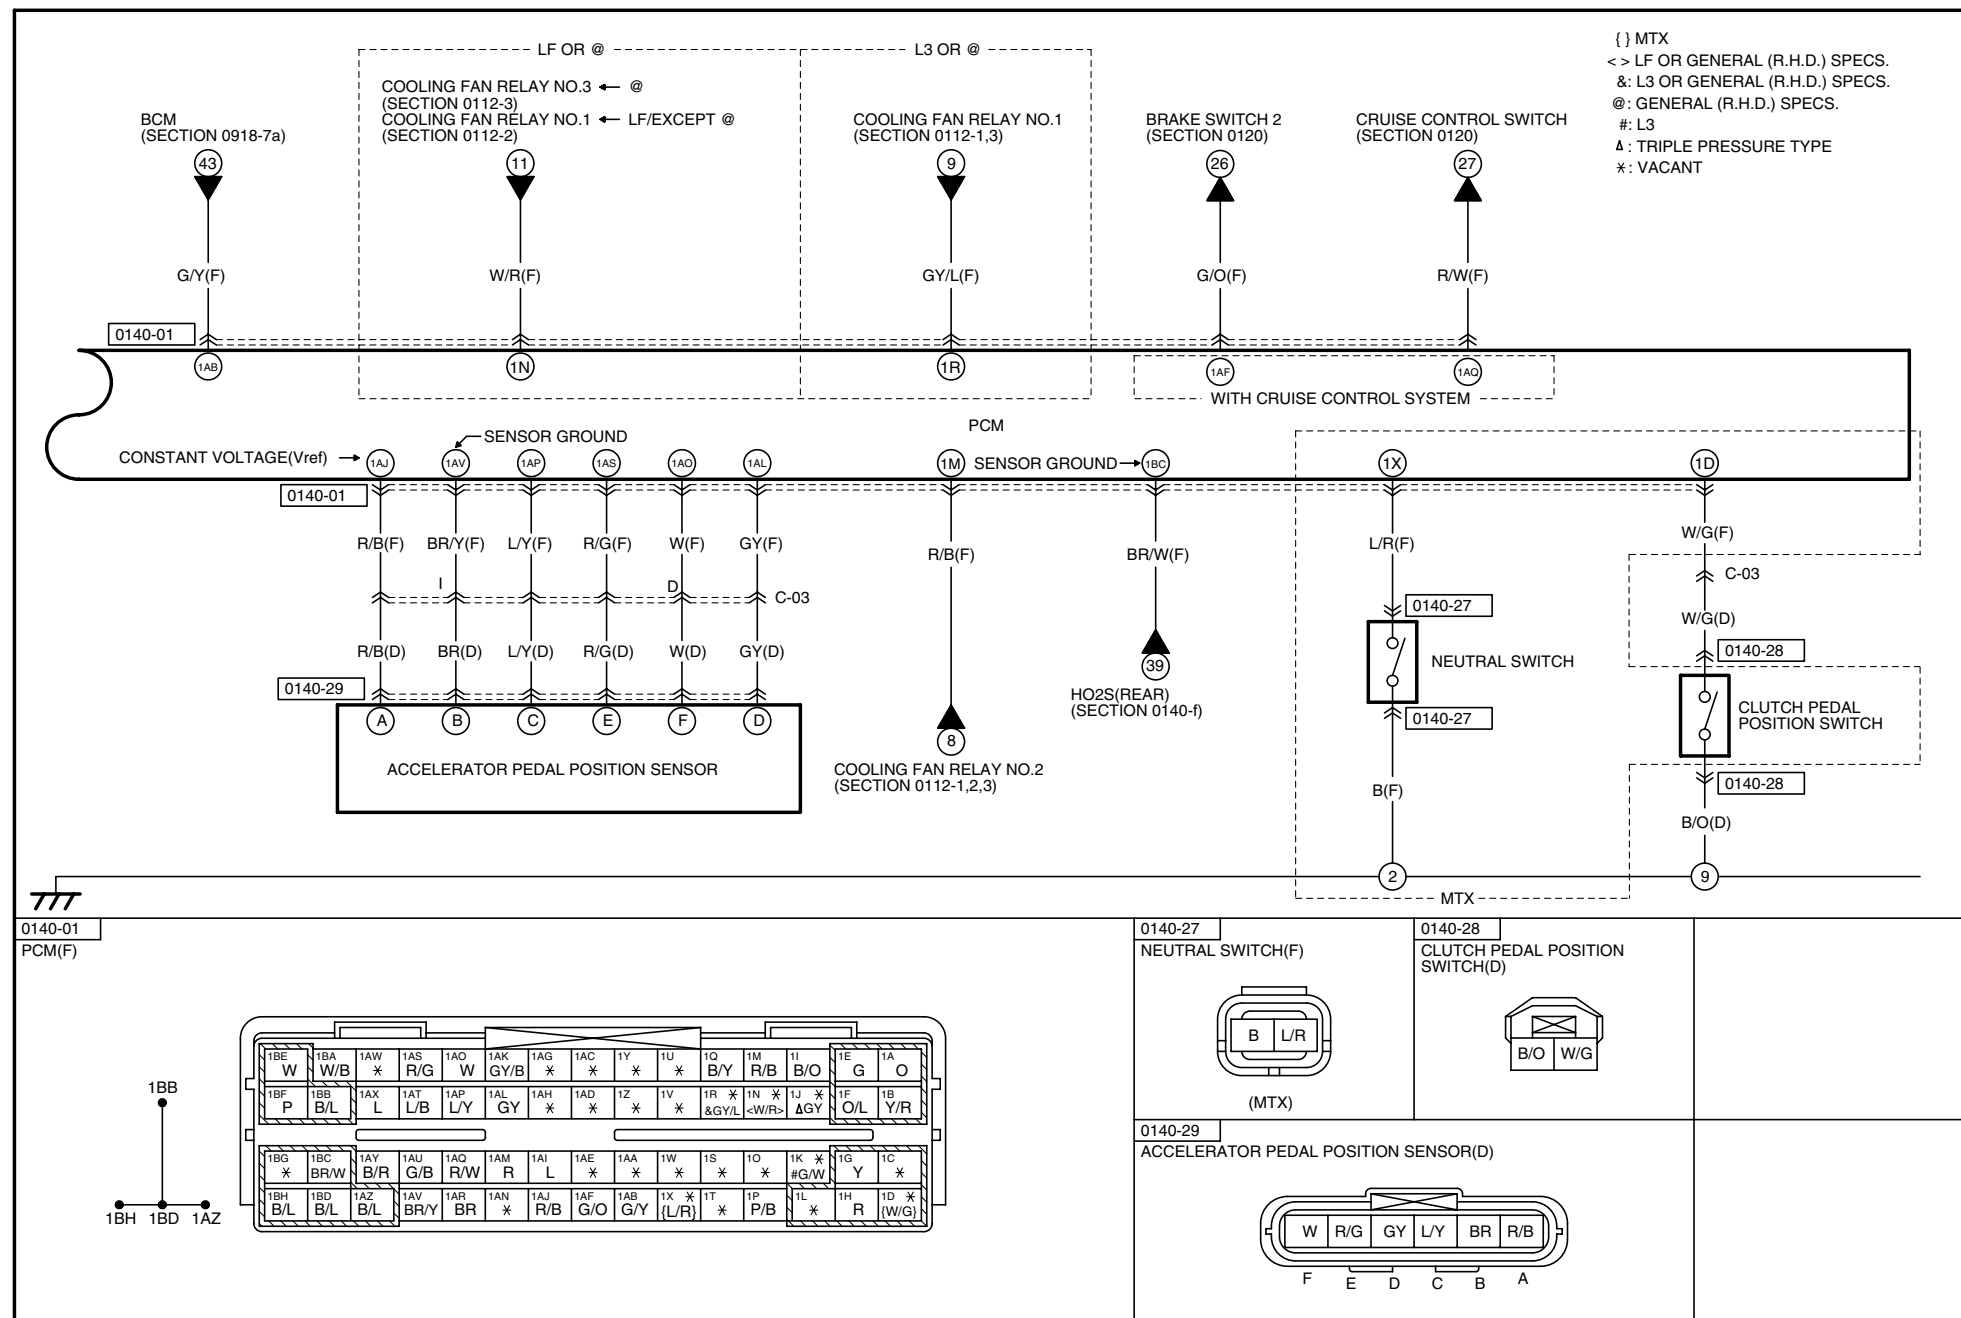 LF OR @
L3 OR @
{ } MTX
< > LF OR GENERAL (R.H.D.) SPECS.
&: L3 OR GENERAL (R.H.D.) SPECS.
@: GENERAL (R.H.D.) SPECS.
#: L3
Δ : TRIPLE PRESSURE TYPE
*: VACANT
COOLING FAN RELAY NO.3 ← @
(SECTION 0112-3)
COOLING FAN RELAY NO.1 ← LF/EXCEPT @
(SECTION 0112-2)
BCM
(SECTION 0918-7a)
COOLING FAN RELAY NO.1
(SECTION 0112-1,3)
BRAKE SWITCH 2
(SECTION 0120)
CRUISE CONTROL SWITCH
(SECTION 0120)
43 11 9 26 27
G/Y(F) W/R(F) GY/L(F) G/O(F) R/W(F)
0140-01
1AB 1N 1R 1AF 1AQ
WITH CRUISE CONTROL SYSTEM
PCM
SENSOR GROUND
CONSTANT VOLTAGE(Vref) → 1AJ 1AV 1AP 1AS 1AO 1AL 1M SENSOR GROUND → 1BC 1X 1D
0140-01
R/B(F) BR/Y(F) L/Y(F) R/G(F) W(F) GY(F) R/B(F) BR/W(F) L/R(F) W/G(F)
I D C-03 C-03
0140-27
W/G(D)
R/B(D) BR(D) L/Y(D) R/G(D) W(D) GY(D)
0140-28
39
NEUTRAL SWITCH
0140-29
HO2S(REAR)
(SECTION 0140-f)
A B C E F D
0140-27
CLUTCH PEDAL
POSITION SWITCH
8
ACCELERATOR PEDAL POSITION SENSOR
COOLING FAN RELAY NO.2
(SECTION 0112-1,2,3)
0140-28
B(F)
B/O(D)
2 9
MTX
0140-01
PCM(F)
1BB
1BH 1BD 1AZ
1BE 1BA 1AW 1AS 1AO 1AK 1AG 1AC 1Y 1U 1Q 1M 1I 1E 1A
W W/B * R/G W GY/B * * * * B/Y R/B B/O G O
1BF 1BB 1AX 1AT 1AP 1AL 1AH 1AD 1Z 1V 1R * 1N * 1J * 1F 1B
P B/L L L/B L/Y GY * * * * &GY/L <W/R> ΔGY O/L Y/R
1BG 1BC 1AY 1AU 1AQ 1AM 1AI 1AE 1AA 1W 1S 1O 1K * 1G 1C
* BR/W B/R G/B R/W R L * * * * * #G/W Y *
1BH 1BD 1AZ 1AV 1AR 1AN 1AJ 1AF 1AB 1X * 1T 1P 1L 1H 1D *
B/L B/L B/L BR/Y BR * R/B G/O G/Y {L/R} * P/B * R {W/G}
0140-27
NEUTRAL SWITCH(F)
B L/R
(MTX)
0140-28
CLUTCH PEDAL POSITION
SWITCH(D)
B/O W/G
0140-29
ACCELERATOR PEDAL POSITION SENSOR(D)
W R/G GY L/Y BR R/B
F E D C B A